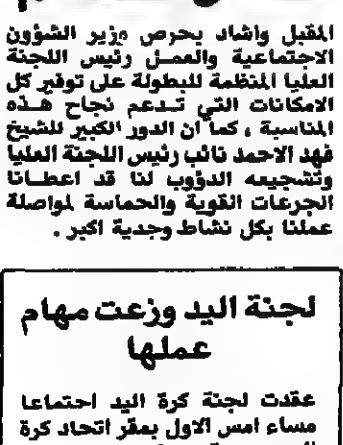 المقبل واشاد بحرص وزير الشؤون
الاجتماعية والعمل رئيس اللجنة
العليا المنظمة للبطولة على توفير كل
الامكانات التي تدعم نجاح هذه
المناسبة ، كما ان الدور الكبير للشيخ
فهد الاحمد نائب رئيس اللجنة العليا
وتشجيعه الدؤوب لنا قد اعطانا
الجرعات القوية والحماسة لمواصلة
عملنا بكل نشاط وجدية اكبر .
لجنة اليد وزعت مهام
عملها
عقدت لجنة كرة اليد اجتماعا
مساء امس الاول بمقر اتحاد كرة